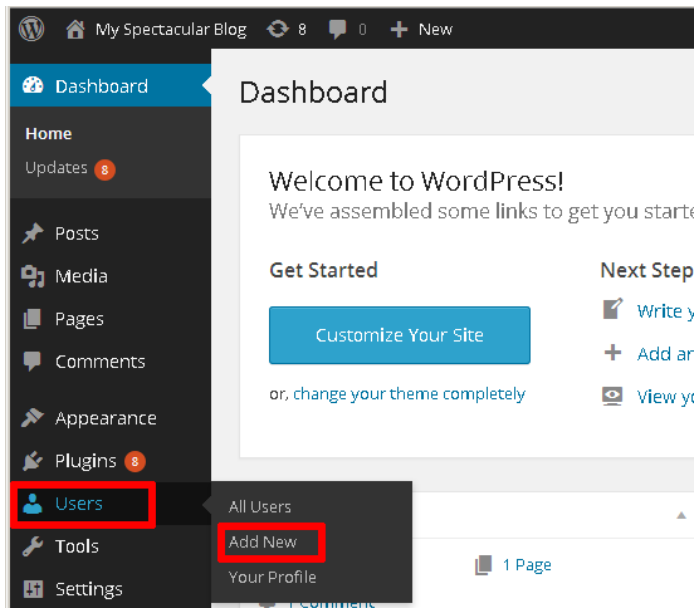 My Spectacular Blog 8 0 New
Dashboard
Home
Updates 8
Posts
Media
Pages
Comments
Appearance
Plugins 8
Users
Tools
Settings
All Users
Add New
Your Profile
Dashboard
Welcome to WordPress!
We've assembled some links to get you starte
Get Started
Customize Your Site
or, change your theme completely
Next Step
Write y
Add an
View yo
1 Page
1 Comment